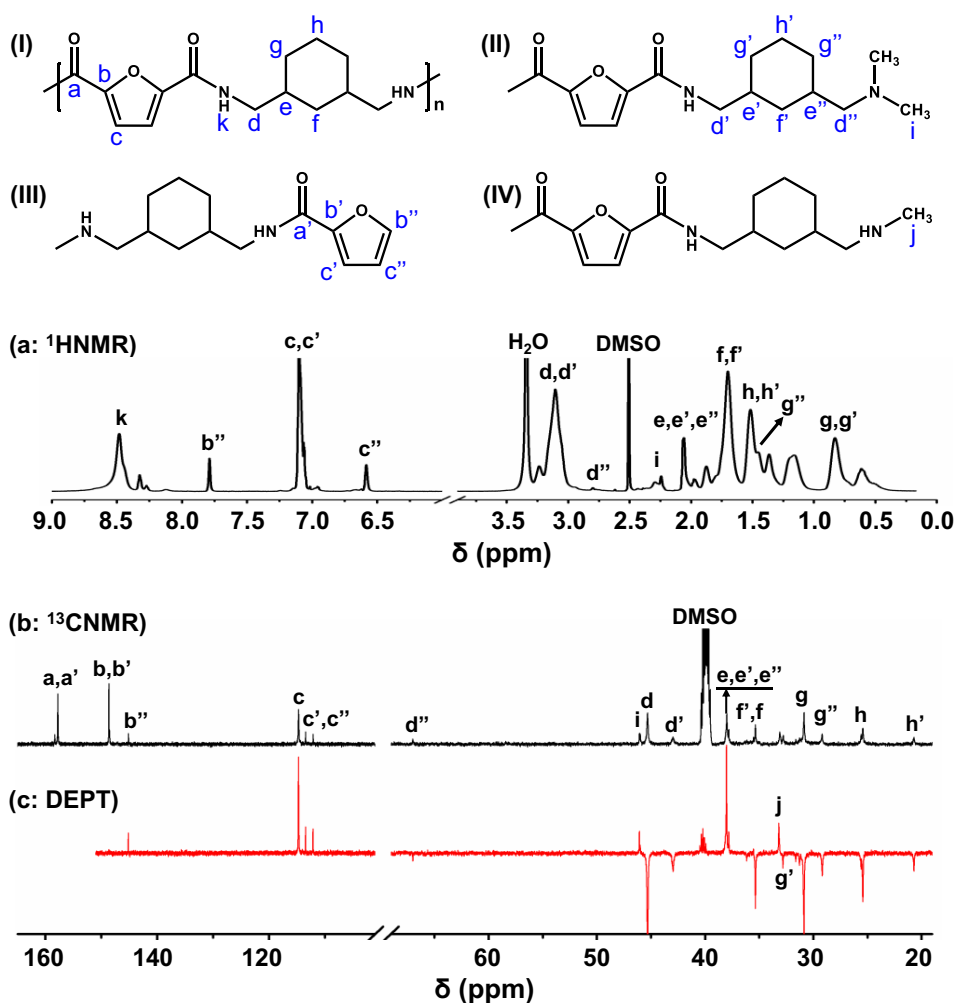 (I) (II)
h h'
O O g O O g' g'' CH₃
b O N H e a O N H e' e'' N CH₃
a k d f HN n d' f' d'' i
c
(III) (IV)
H N HN O b' O b'' O O O N H HN CH₃
a' c' c'' j
(a: ¹HNMR)
c,c' H₂O DMSO
d,d' f,f'
k h,h' g''
b'' c'' e,e',e'' g,g'
d'' i
9.0 8.5 8.0 7.5 7.0 6.5 3.5 3.0 2.5 2.0 1.5 1.0 0.5 0.0
δ (ppm)
(b: ¹³CNMR)
DMSO
a,a' b,b' e,e',e''
b'' c c',c'' d'' i d d' f',f g g'' h h'
(c: DEPT)
j
g'
160 140 120 60 50 40 30 20
δ (ppm)